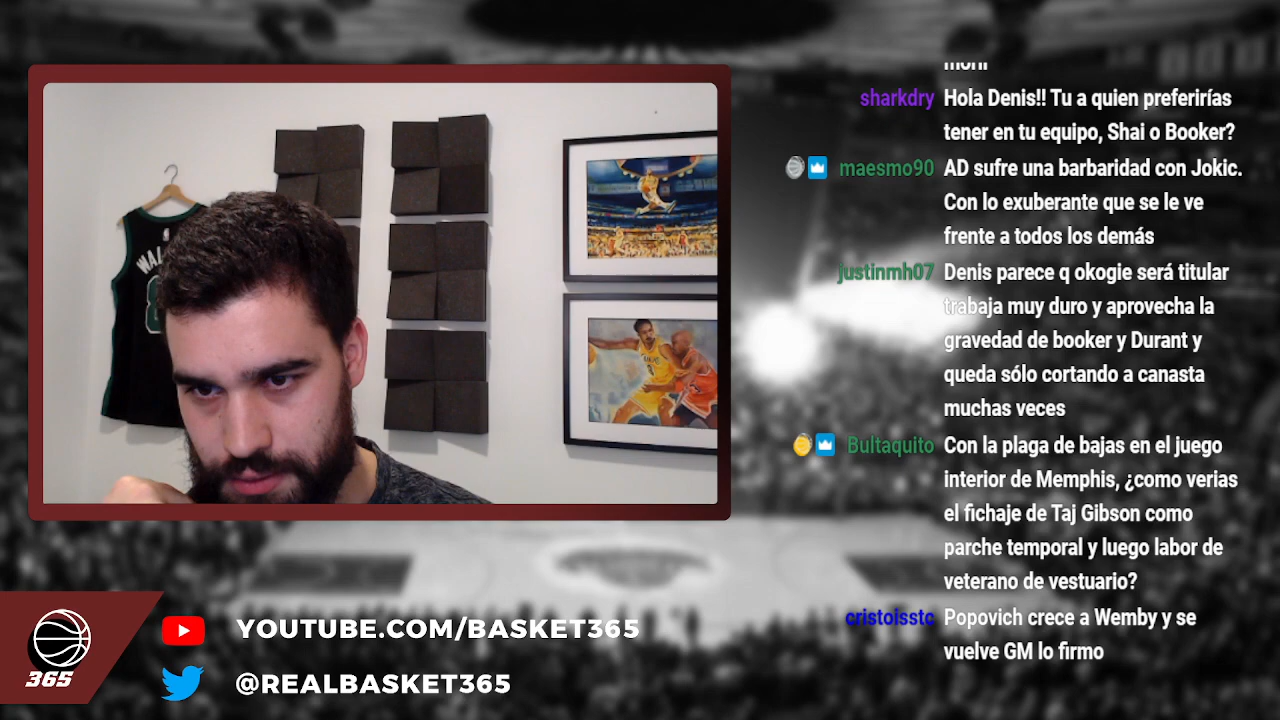 sharkdry Hola Denis!! Tu a quien preferirías
tener en tu equipo, Shai o Booker?
maesmo90 AD sufre una barbaridad con Jokic.
Con lo exuberante que se le ve
frente a todos los demás
justinmh07 Denis parece q okogie será titular
trabaja muy duro y aprovecha la
gravedad de booker y Durant y
queda sólo cortando a canasta
muchas veces
Bultaquito Con la plaga de bajas en el juego
interior de Memphis, ¿como verias
el fichaje de Taj Gibson como
parche temporal y luego labor de
veterano de vestuario?
cristoisstc Popovich crece a Wemby y se
vuelve GM lo firmo
365
YOUTUBE.COM/BASKET365
@REALBASKET365